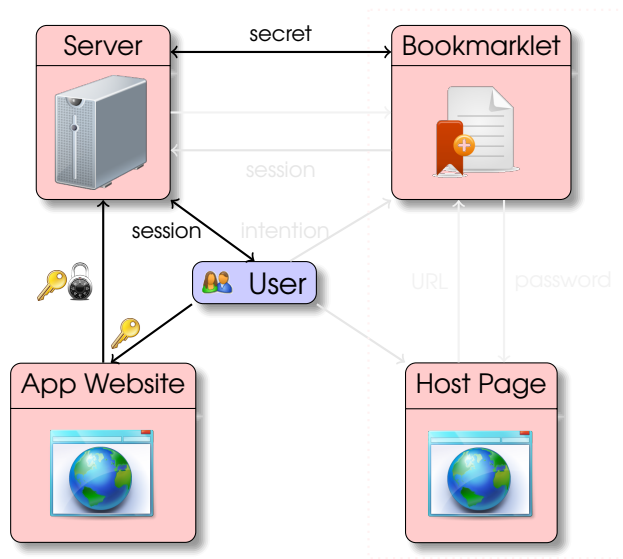 secret
Server
Bookmarklet
session
session
intention
User
URL
password
App Website
Host Page